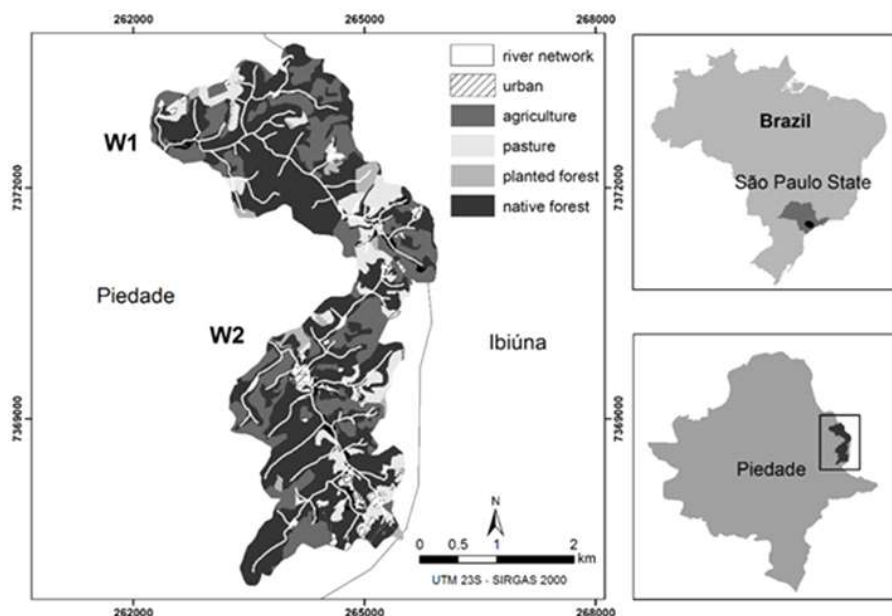 262000
265000
268000
river network
urban
agriculture
pasture
planted forest
native forest
W1
7372000
7372000
Piedade
W2
Ibiúna
7369000
7369000
N
0 0.5 1 2
km
UTM 23S - SIRGAS 2000
262000
265000
268000
Brazil
São Paulo State
Piedade